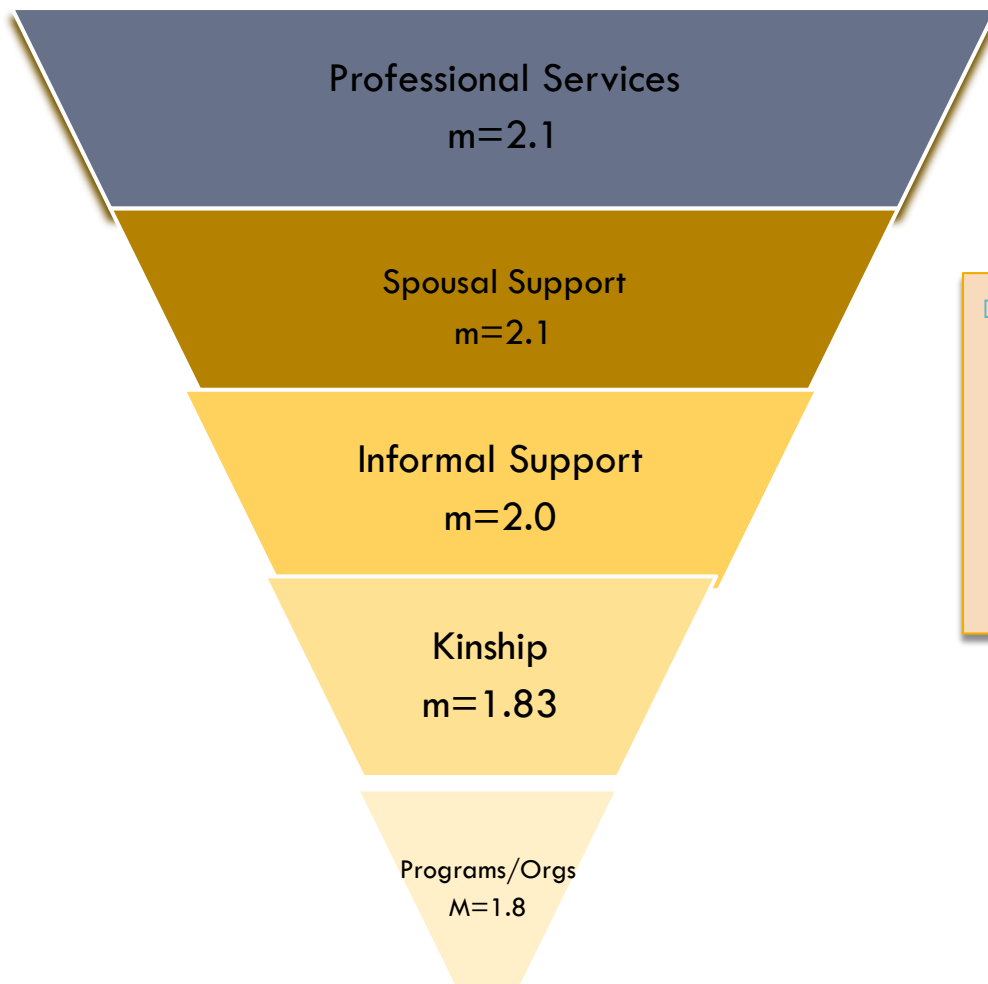 Professional Services
m=2.1
Spousal Support
m=2.1
Informal Support
m=2.0
Kinship
m=1.83
Programs/Orgs
M=1.8